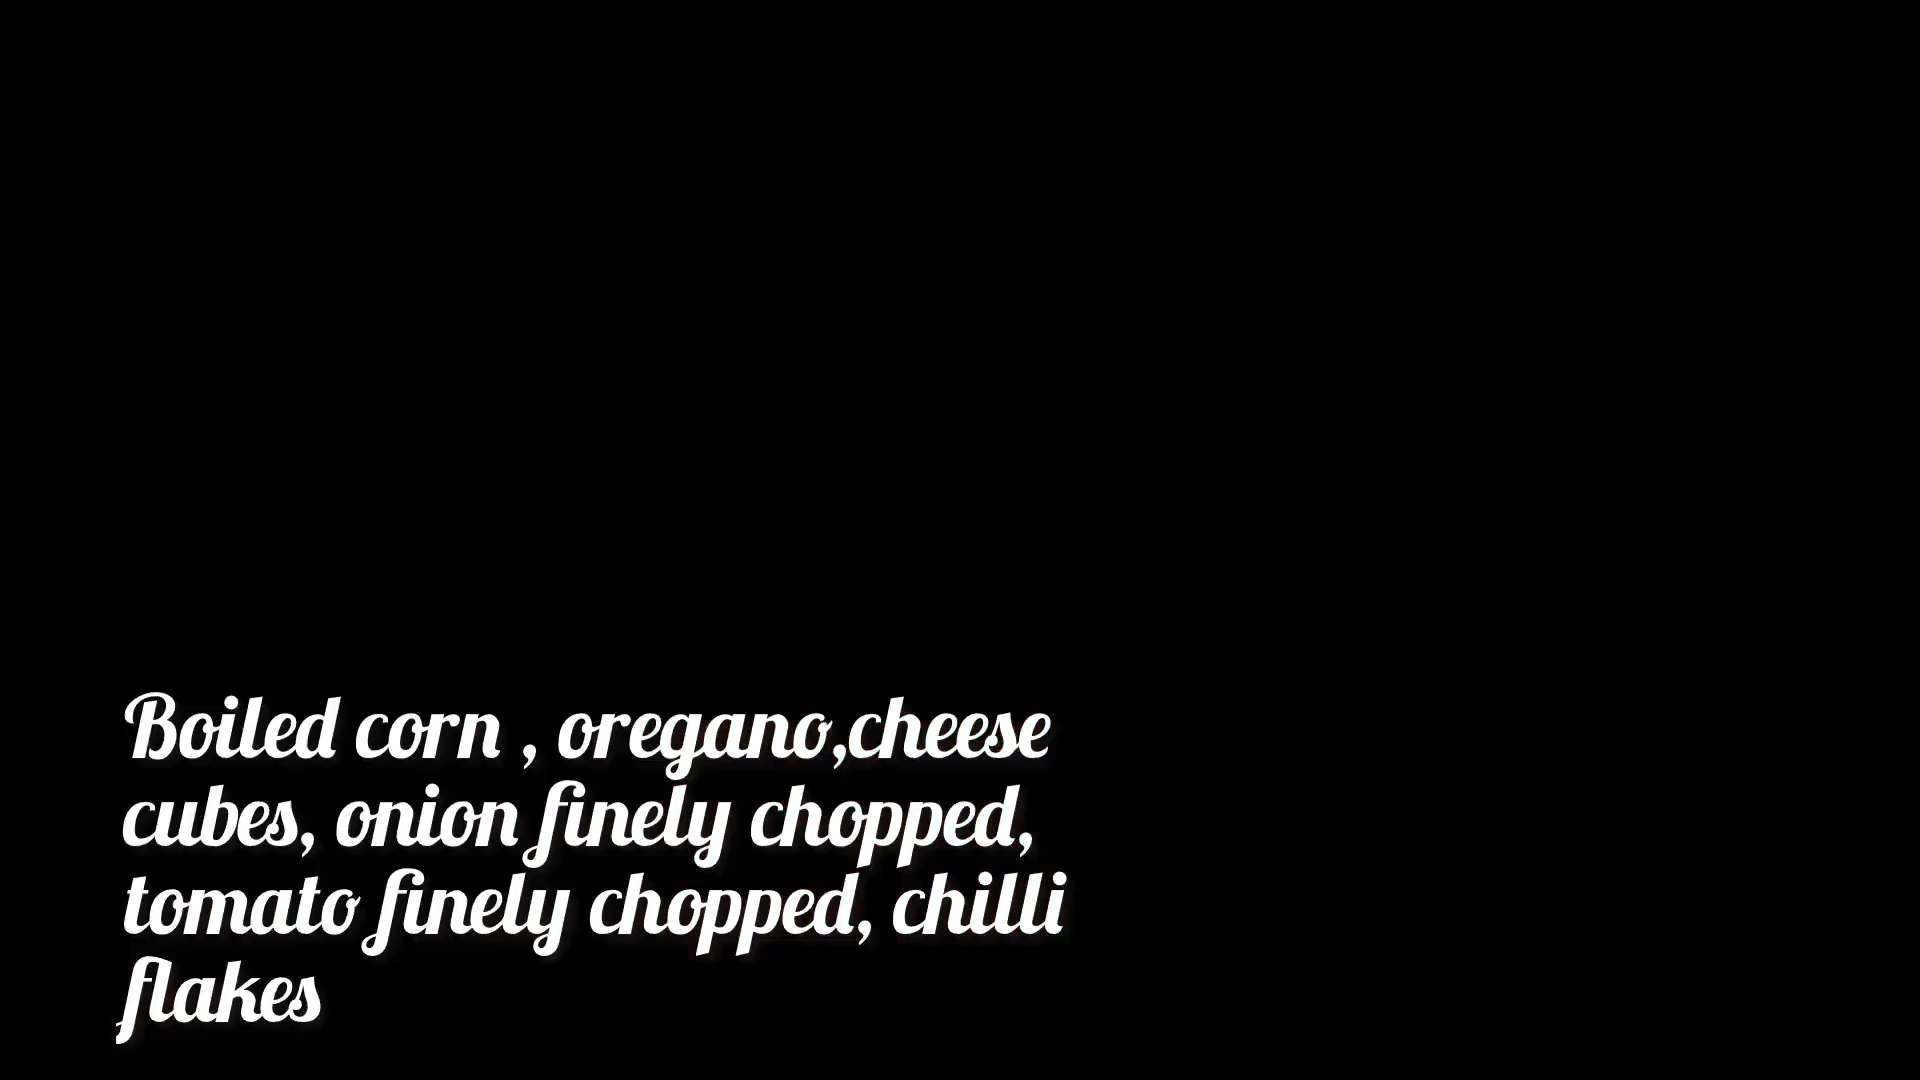 Boiled corn , oregano,cheese
cubes, onion finely chopped,
tomato finely chopped, chilli
flakes